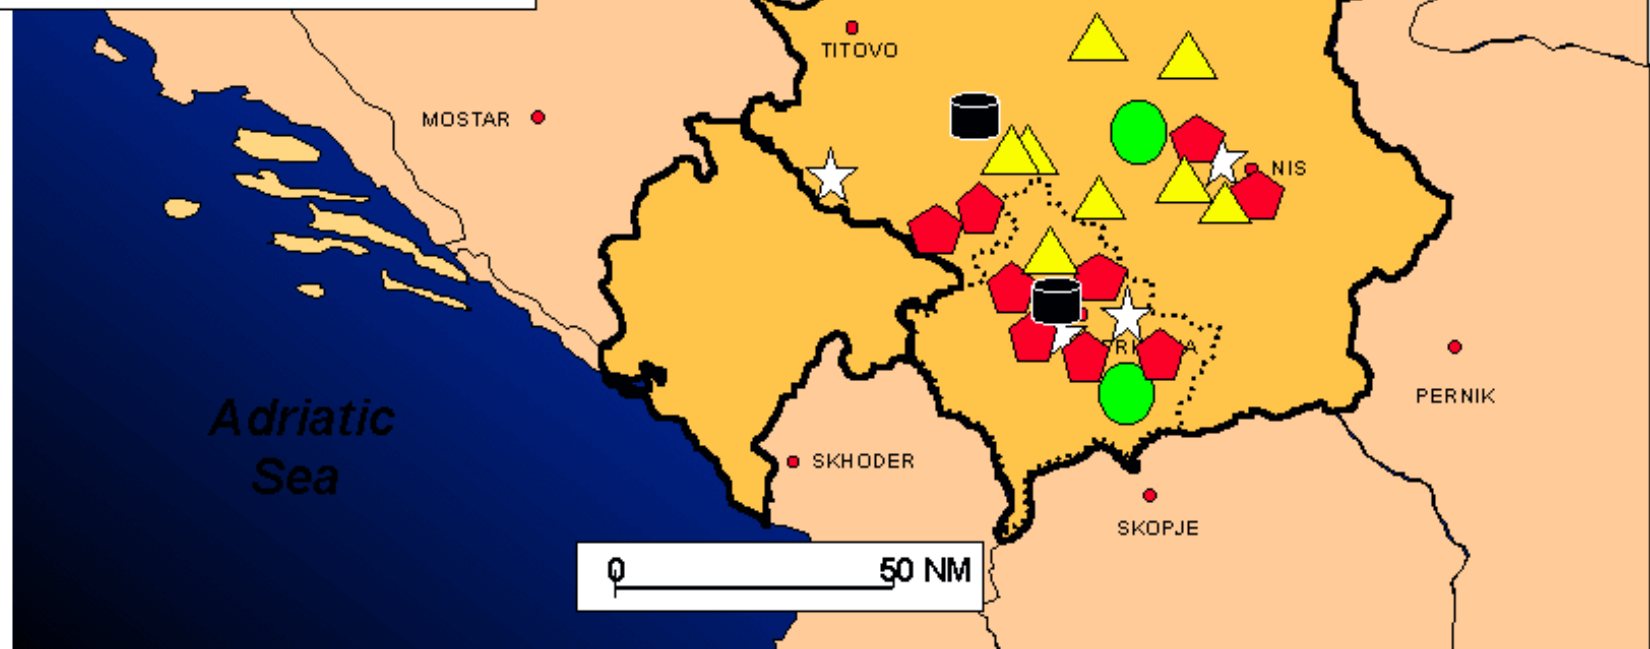 TITOVO
MOSTAR
NIS
PERNIK
Adriatic
Sea
SKHODER
SKOPJE
0 50 NM